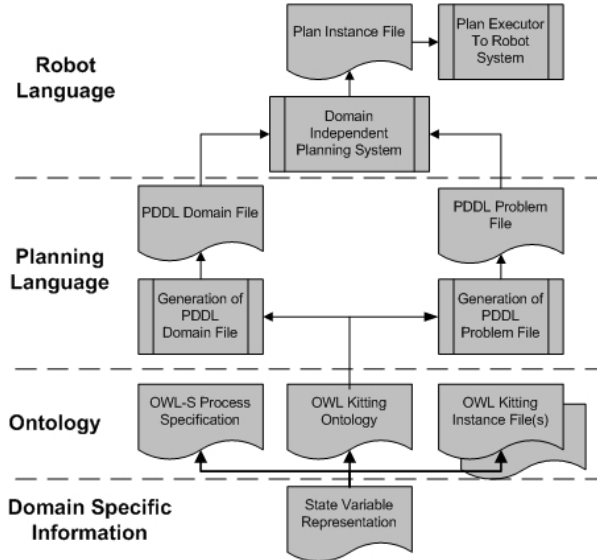 Plan Instance File
Plan Executor
To Robot
System
Robot
Language
Domain
Independent
Planning System
PDDL Domain File
PDDL Problem
File
Planning
Language
Generation of
PDDL
Domain File
Generation of
PDDL
Problem File
Ontology
OWL-S Process
Specification
OWL Kitting
Ontology
OWL Kitting
Instance File(s)
Domain Specific
Information
State Variable
Representation